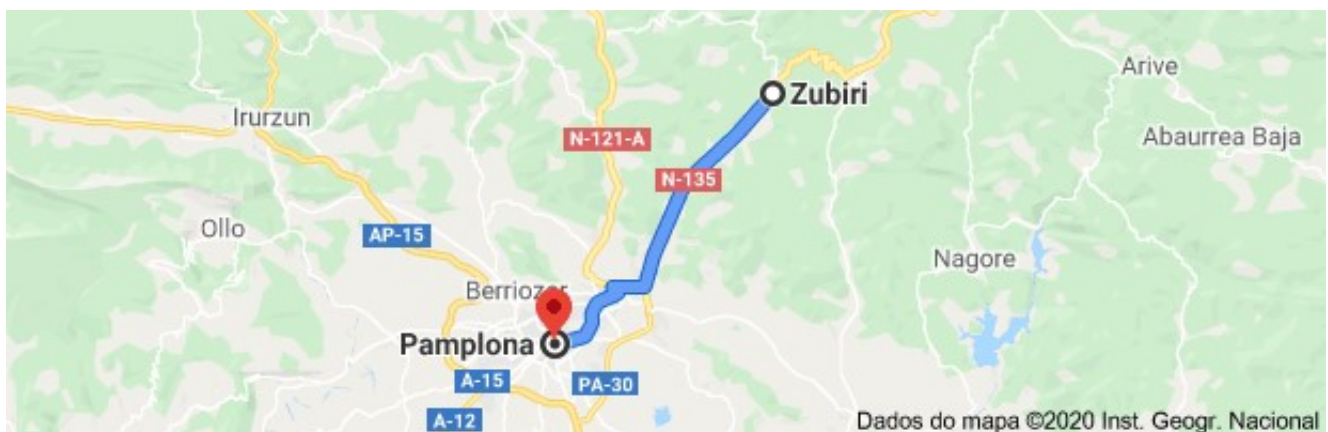 Zubiri
Arive
Irurzun
N-121-A
Abaurrea Baja
N-135
Ollo
AP-15
Nagore
Berriozar
Pamplona
A-15
PA-30
A-12
Dados do mapa ©2020 Inst. Geogr. Nacional